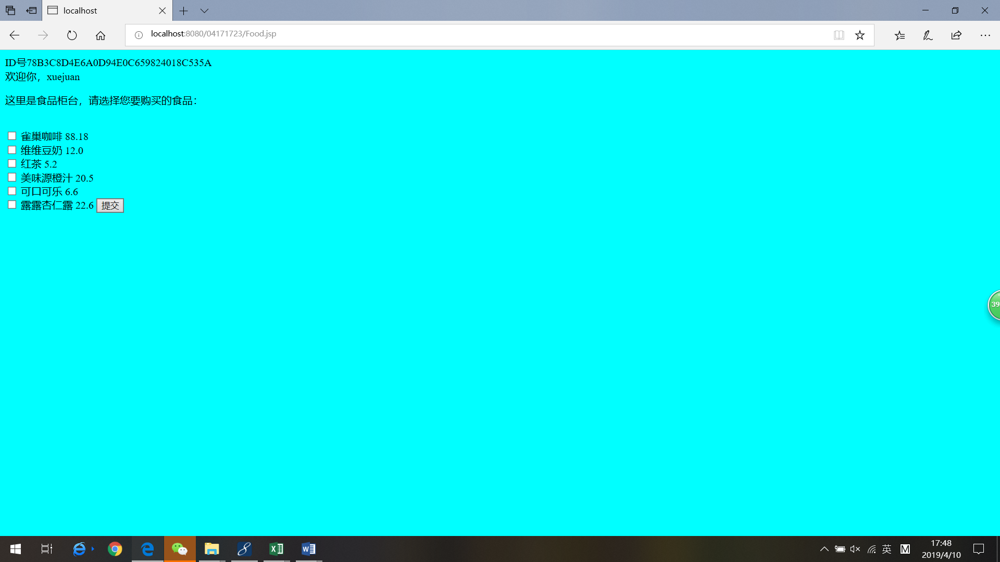 localhost
localhost:8080/04171723/Food.jsp
ID号78B3C8D4E6A0D94E0C659824018C535A
欢迎你，xuejuan
这里是食品柜台，请选择您要购买的食品：
雀巢咖啡 88.18
维维豆奶 12.0
红茶 5.2
美味源橙汁 20.5
可口可乐 6.6
露露杏仁露 22.6 提交
39
英 M
17:48
2019/4/10